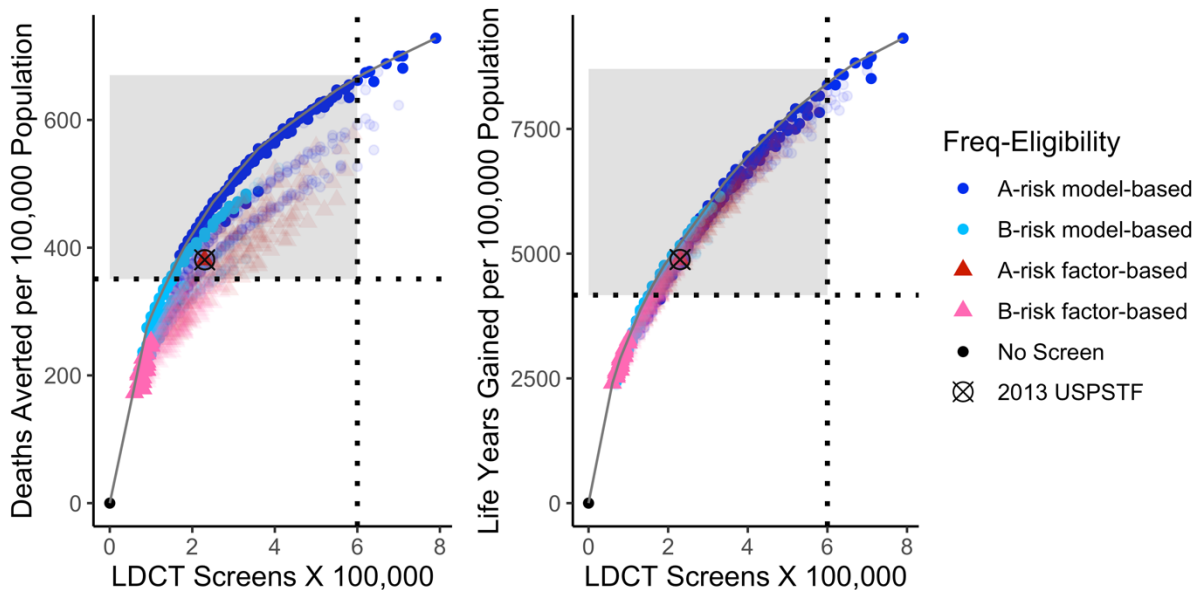 Deaths Averted per 100,000 Population
600
400
200
0
0 2 4 6 8
LDCT Screens X 100,000
Life Years Gained per 100,000 Population
7500
5000
2500
0
0 2 4 6 8
LDCT Screens X 100,000
Freq-Eligibility
A-risk model-based
B-risk model-based
A-risk factor-based
B-risk factor-based
No Screen
2013 USPSTF